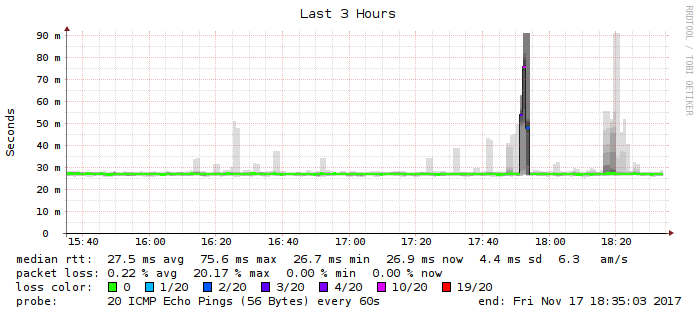 Last 3 Hours
RRDTOOL / TOBI OETIKER
Seconds
90 m
80 m
70 m
60 m
50 m
40 m
30 m
20 m
10 m
0
15:40 16:00 16:20 16:40 17:00 17:20 17:40 18:00 18:20
median rtt: 27.5 ms avg 75.6 ms max 26.7 ms min 26.9 ms now 4.4 ms sd 6.3 am/s
packet loss: 0.22 % avg 20.17 % max 0.00 % min 0.00 % now
loss color: 0 1/20 2/20 3/20 4/20 10/20 19/20
probe: 20 ICMP Echo Pings (56 Bytes) every 60s end: Fri Nov 17 18:35:03 2017